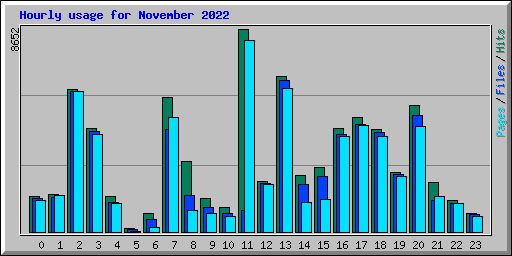 Hourly usage for November 2022
8652
Pages / Files / Hits
0 1 2 3 4 5 6 7 8 9 10 11 12 13 14 15 16 17 18 19 20 21 22 23